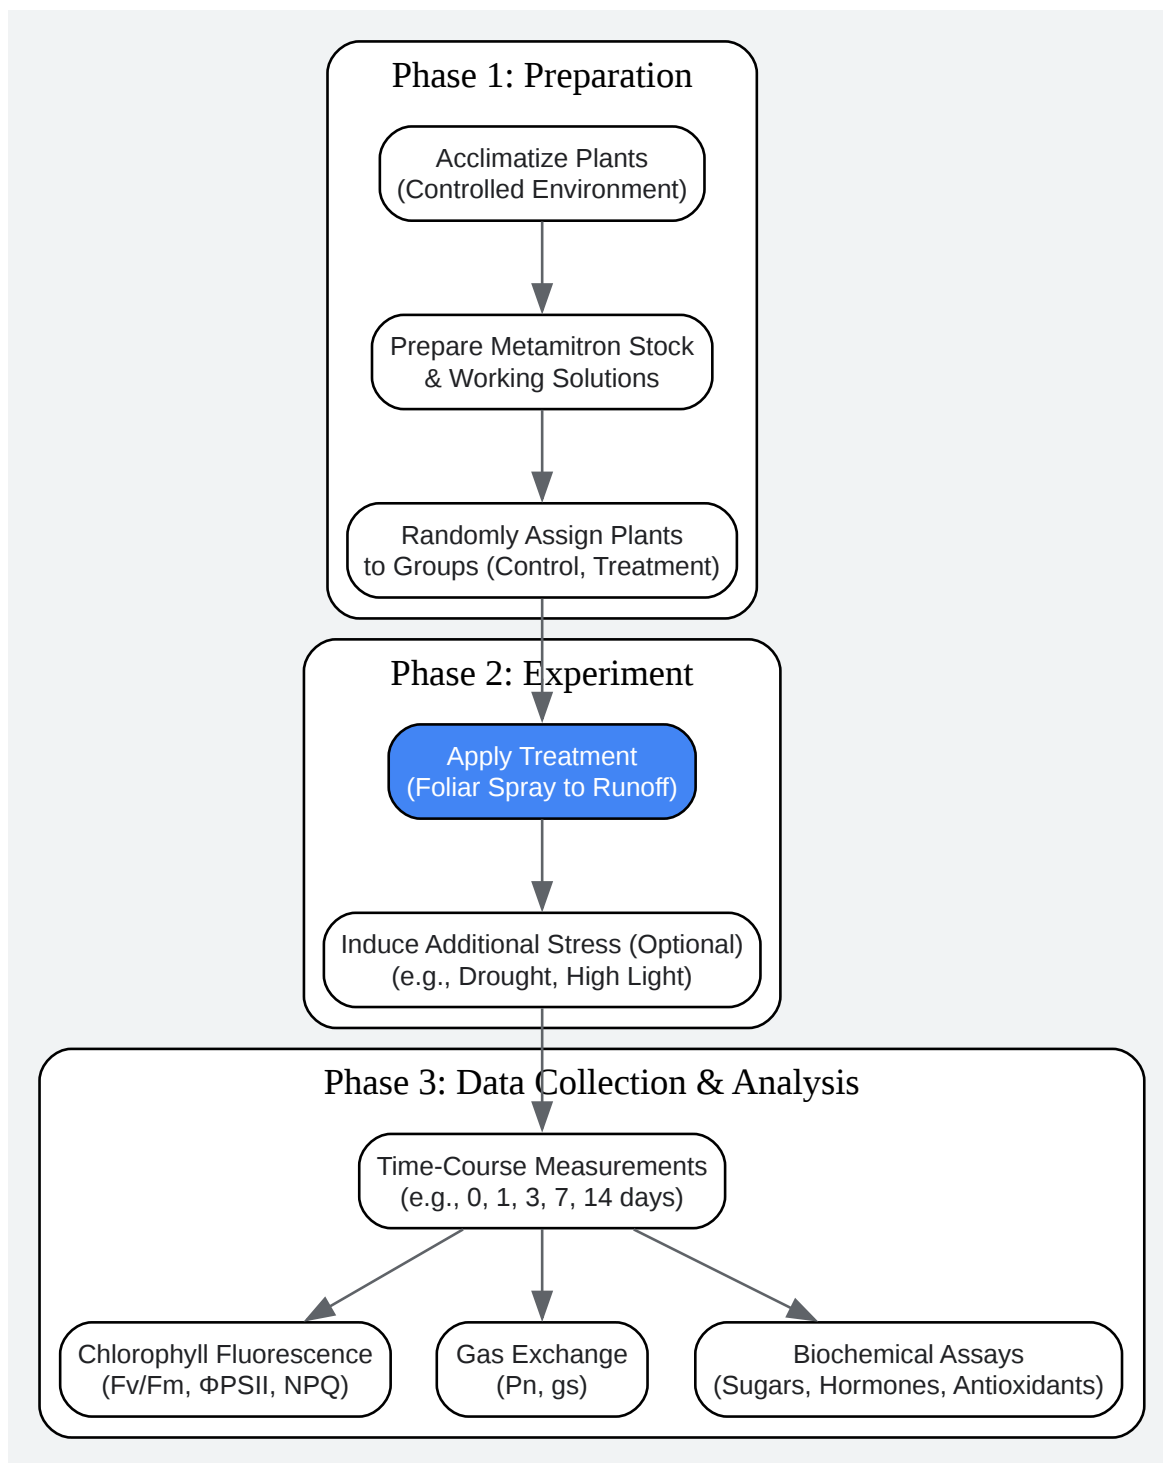 Phase 1: Preparation
Acclimatize Plants
(Controlled Environment)
Prepare Metamitron Stock
& Working Solutions
Randomly Assign Plants
to Groups (Control, Treatment)
Phase 2: Experiment
Apply Treatment
(Foliar Spray to Runoff)
Induce Additional Stress (Optional)
(e.g., Drought, High Light)
Phase 3: Data Collection & Analysis
Time-Course Measurements
(e.g., 0, 1, 3, 7, 14 days)
Chlorophyll Fluorescence
(Fv/Fm, ΦPSII, NPQ)
Gas Exchange
(Pn, gs)
Biochemical Assays
(Sugars, Hormones, Antioxidants)